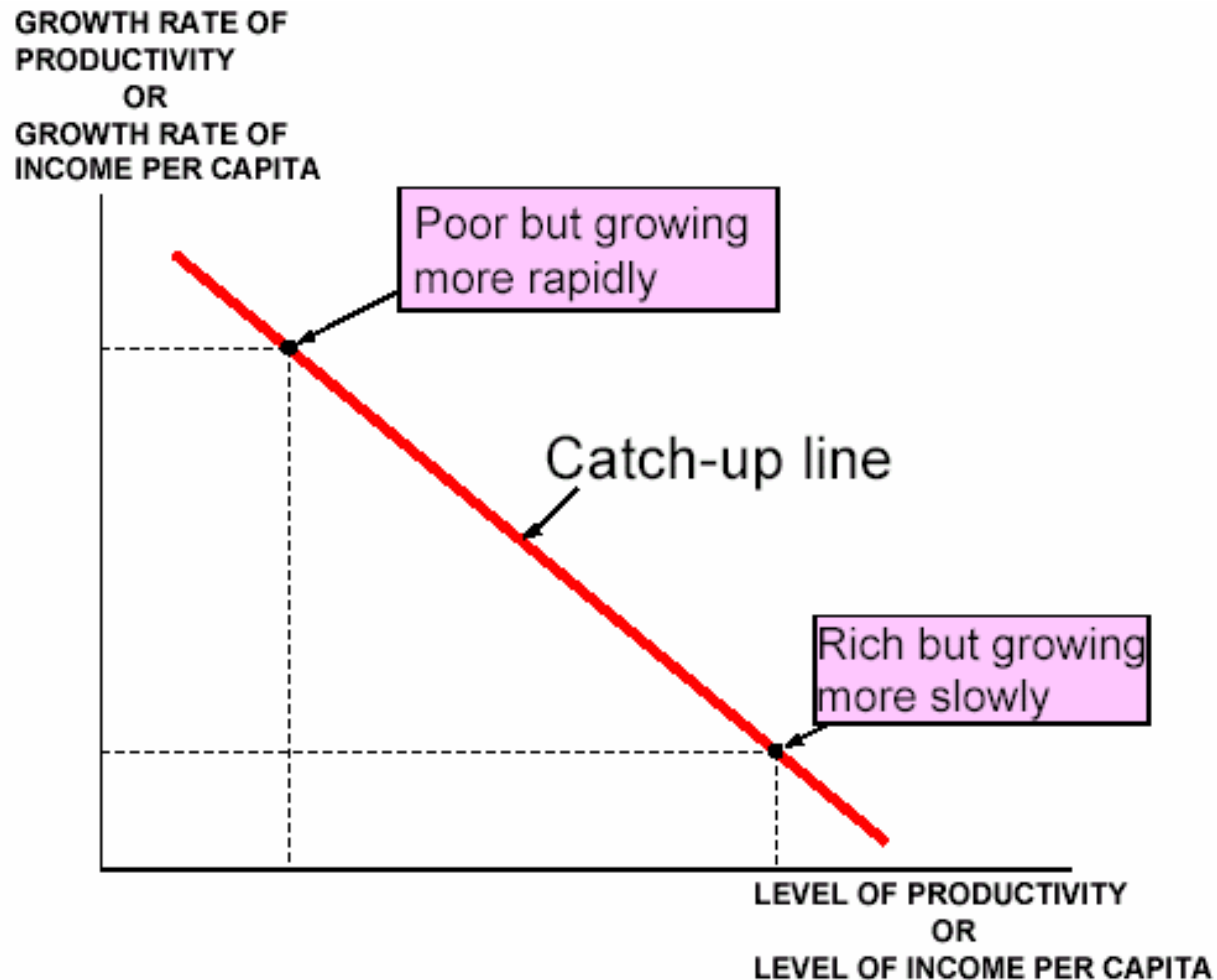 GROWTH RATE OF
PRODUCTIVITY
OR
GROWTH RATE OF
INCOME PER CAPITA
Poor but growing
more rapidly
Catch-up line
Rich but growing
more slowly
LEVEL OF PRODUCTIVITY
OR
LEVEL OF INCOME PER CAPITA